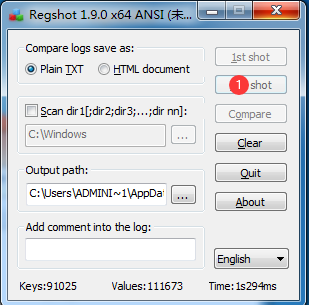 Regshot 1.9.0 x64 ANSI (未
Compare logs save as:
Plain TXT
HTML document
1st shot
1 shot
Scan dir1[;dir2;dir3;...;dir nn]:
Compare
C:\Windows
...
Clear
Output path:
Quit
C:\Users\ADMINI~1\AppDa
...
About
Add comment into the log:
English
Keys:91025 Values:111673 Time:1s294ms